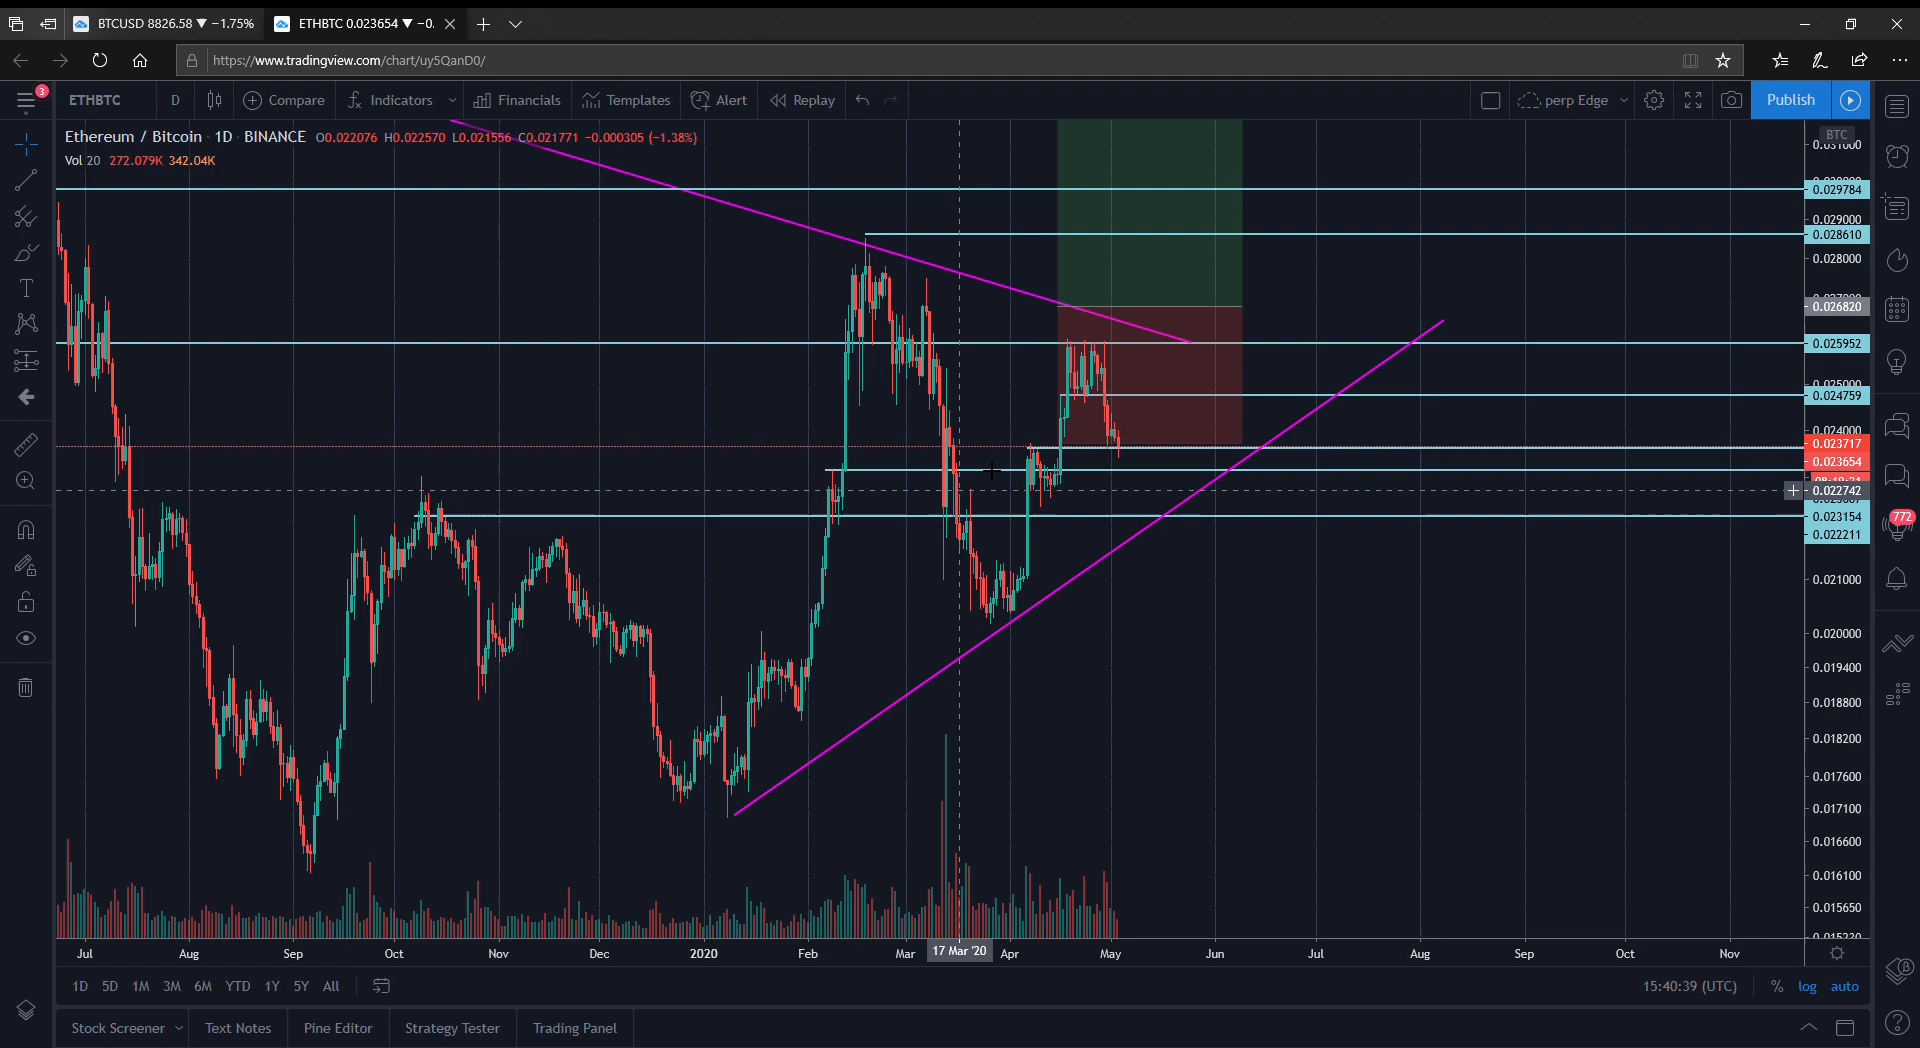 BTCUSD 8826.58 ▼ −1.75%
ETHBTC 0.023654 ▼ −0.
https://www.tradingview.com/chart/uy5QanD0/
3
ETHBTC
D
Compare
Indicators
Financials
Templates
Alert
Replay
perp Edge
Publish
Ethereum / Bitcoin · 1D · BINANCE O0.022076 H0.022570 L0.021556 C0.021771 −0.000305 (−1.38%)
Vol 20 272.079K 342.04K
BTC
0.031000
0.029784
0.029000
0.028610
0.028000
0.026820
0.025952
0.025000
0.024759
0.024000
0.023717
0.023654
0.022742
0.023154
0.022211
0.021000
0.020000
0.019400
0.018800
0.018200
0.017600
0.017100
0.016600
0.016100
0.015650
772
Jul
Aug
Sep
Oct
Nov
Dec
2020
Feb
Mar
17 Mar '20
Apr
May
Jun
Jul
Aug
Sep
Oct
Nov
1D 5D 1M 3M 6M YTD 1Y 5Y All
15:40:39 (UTC)
% log auto
Stock Screener
Text Notes
Pine Editor
Strategy Tester
Trading Panel